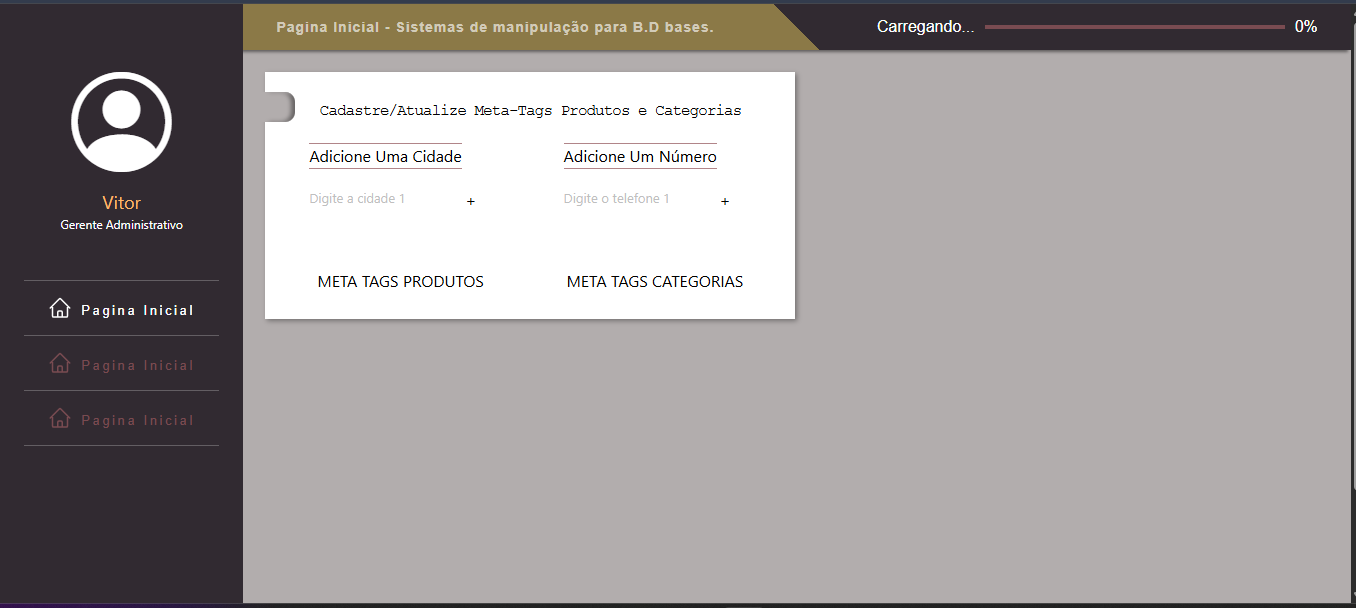 Pagina Inicial - Sistemas de manipulação para B.D bases.
Carregando... 0%
Vitor
Gerente Administrativo
Pagina Inicial
Pagina Inicial
Pagina Inicial
Cadastre/Atualize Meta-Tags Produtos e Categorias
Adicione Uma Cidade Adicione Um Número
Digite a cidade 1 + Digite o telefone 1 +
META TAGS PRODUTOS META TAGS CATEGORIAS